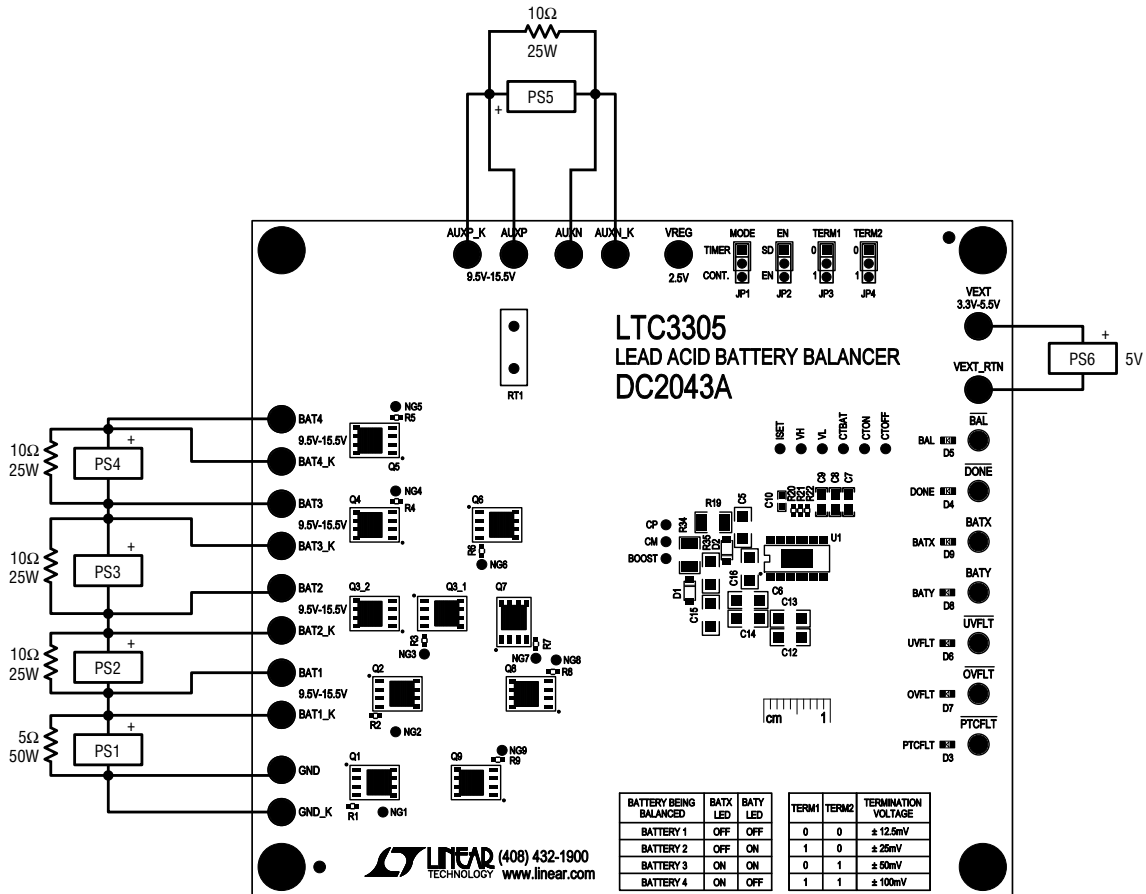 10Ω
25W
PS5
+
AUXP_K
AUXP
AUXN
AUXN_K
9.5V-15.5V
VREG
2.5V
MODE
TIMER
CONT.
JP1
EN
SD
EN
JP2
TERM1
0
1
JP3
TERM2
0
1
JP4
VEXT
3.3V-5.5V
VEXT_RTN
+
PS6
5V
LTC3305
LEAD ACID BATTERY BALANCER
DC2043A
RT1
BAT4
9.5V-15.5V
BAT4_K
BAT3
9.5V-15.5V
BAT3_K
BAT2
9.5V-15.5V
BAT2_K
BAT1
9.5V-15.5V
BAT1_K
GND
GND_K
10Ω
25W
PS4
+
10Ω
25W
PS3
+
10Ω
25W
PS2
+
5Ω
50W
PS1
+
NG5
R5
Q5
Q4
NG4
R4
Q6
R6
NG6
Q3_2
Q3_1
R3
NG3
Q7
R7
NG7
NG8
Q2
R2
NG2
Q8
Q1
R1
NG1
Q9
NG9
R9
ISET
VH
VL
CTBAT
CTON
CTOFF
C10
R20
R21
R22
C9
C8
C7
CP
CM
BOOST
R34
R19
C5
R35
D2
U1
D1
C15
C16
C6
C14
C13
C12
cm 1
BAL
BAL
D5
DONE
DONE
D4
BATX
BATX
D9
BATY
BATY
D8
UVFLT
UVFLT
D6
OVFLT
OVFLT
D7
PTCFLT
PTCFLT
D3
BATTERY BEING BALANCED BATX LED BATY LED
BATTERY 1 OFF OFF
BATTERY 2 OFF ON
BATTERY 3 ON ON
BATTERY 4 ON OFF
TERM1 TERM2 TERMINATION VOLTAGE
0 0 ± 12.5mV
1 0 ± 25mV
0 1 ± 50mV
1 1 ± 100mV
LINEAR TECHNOLOGY
(408) 432-1900
www.linear.com